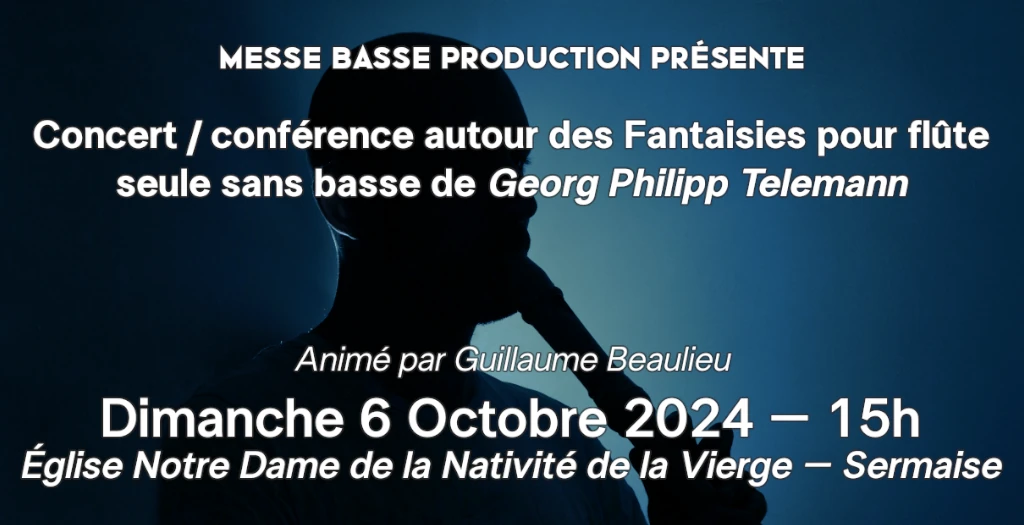 MESSE BASSE PRODUCTION PRÉSENTE
Concert / conférence autour des Fantaisies pour flûte
seule sans basse de Georg Philipp Telemann
Animé par Guillaume Beaulieu
Dimanche 6 Octobre 2024 — 15h
Église Notre Dame de la Nativité de la Vierge — Sermaise